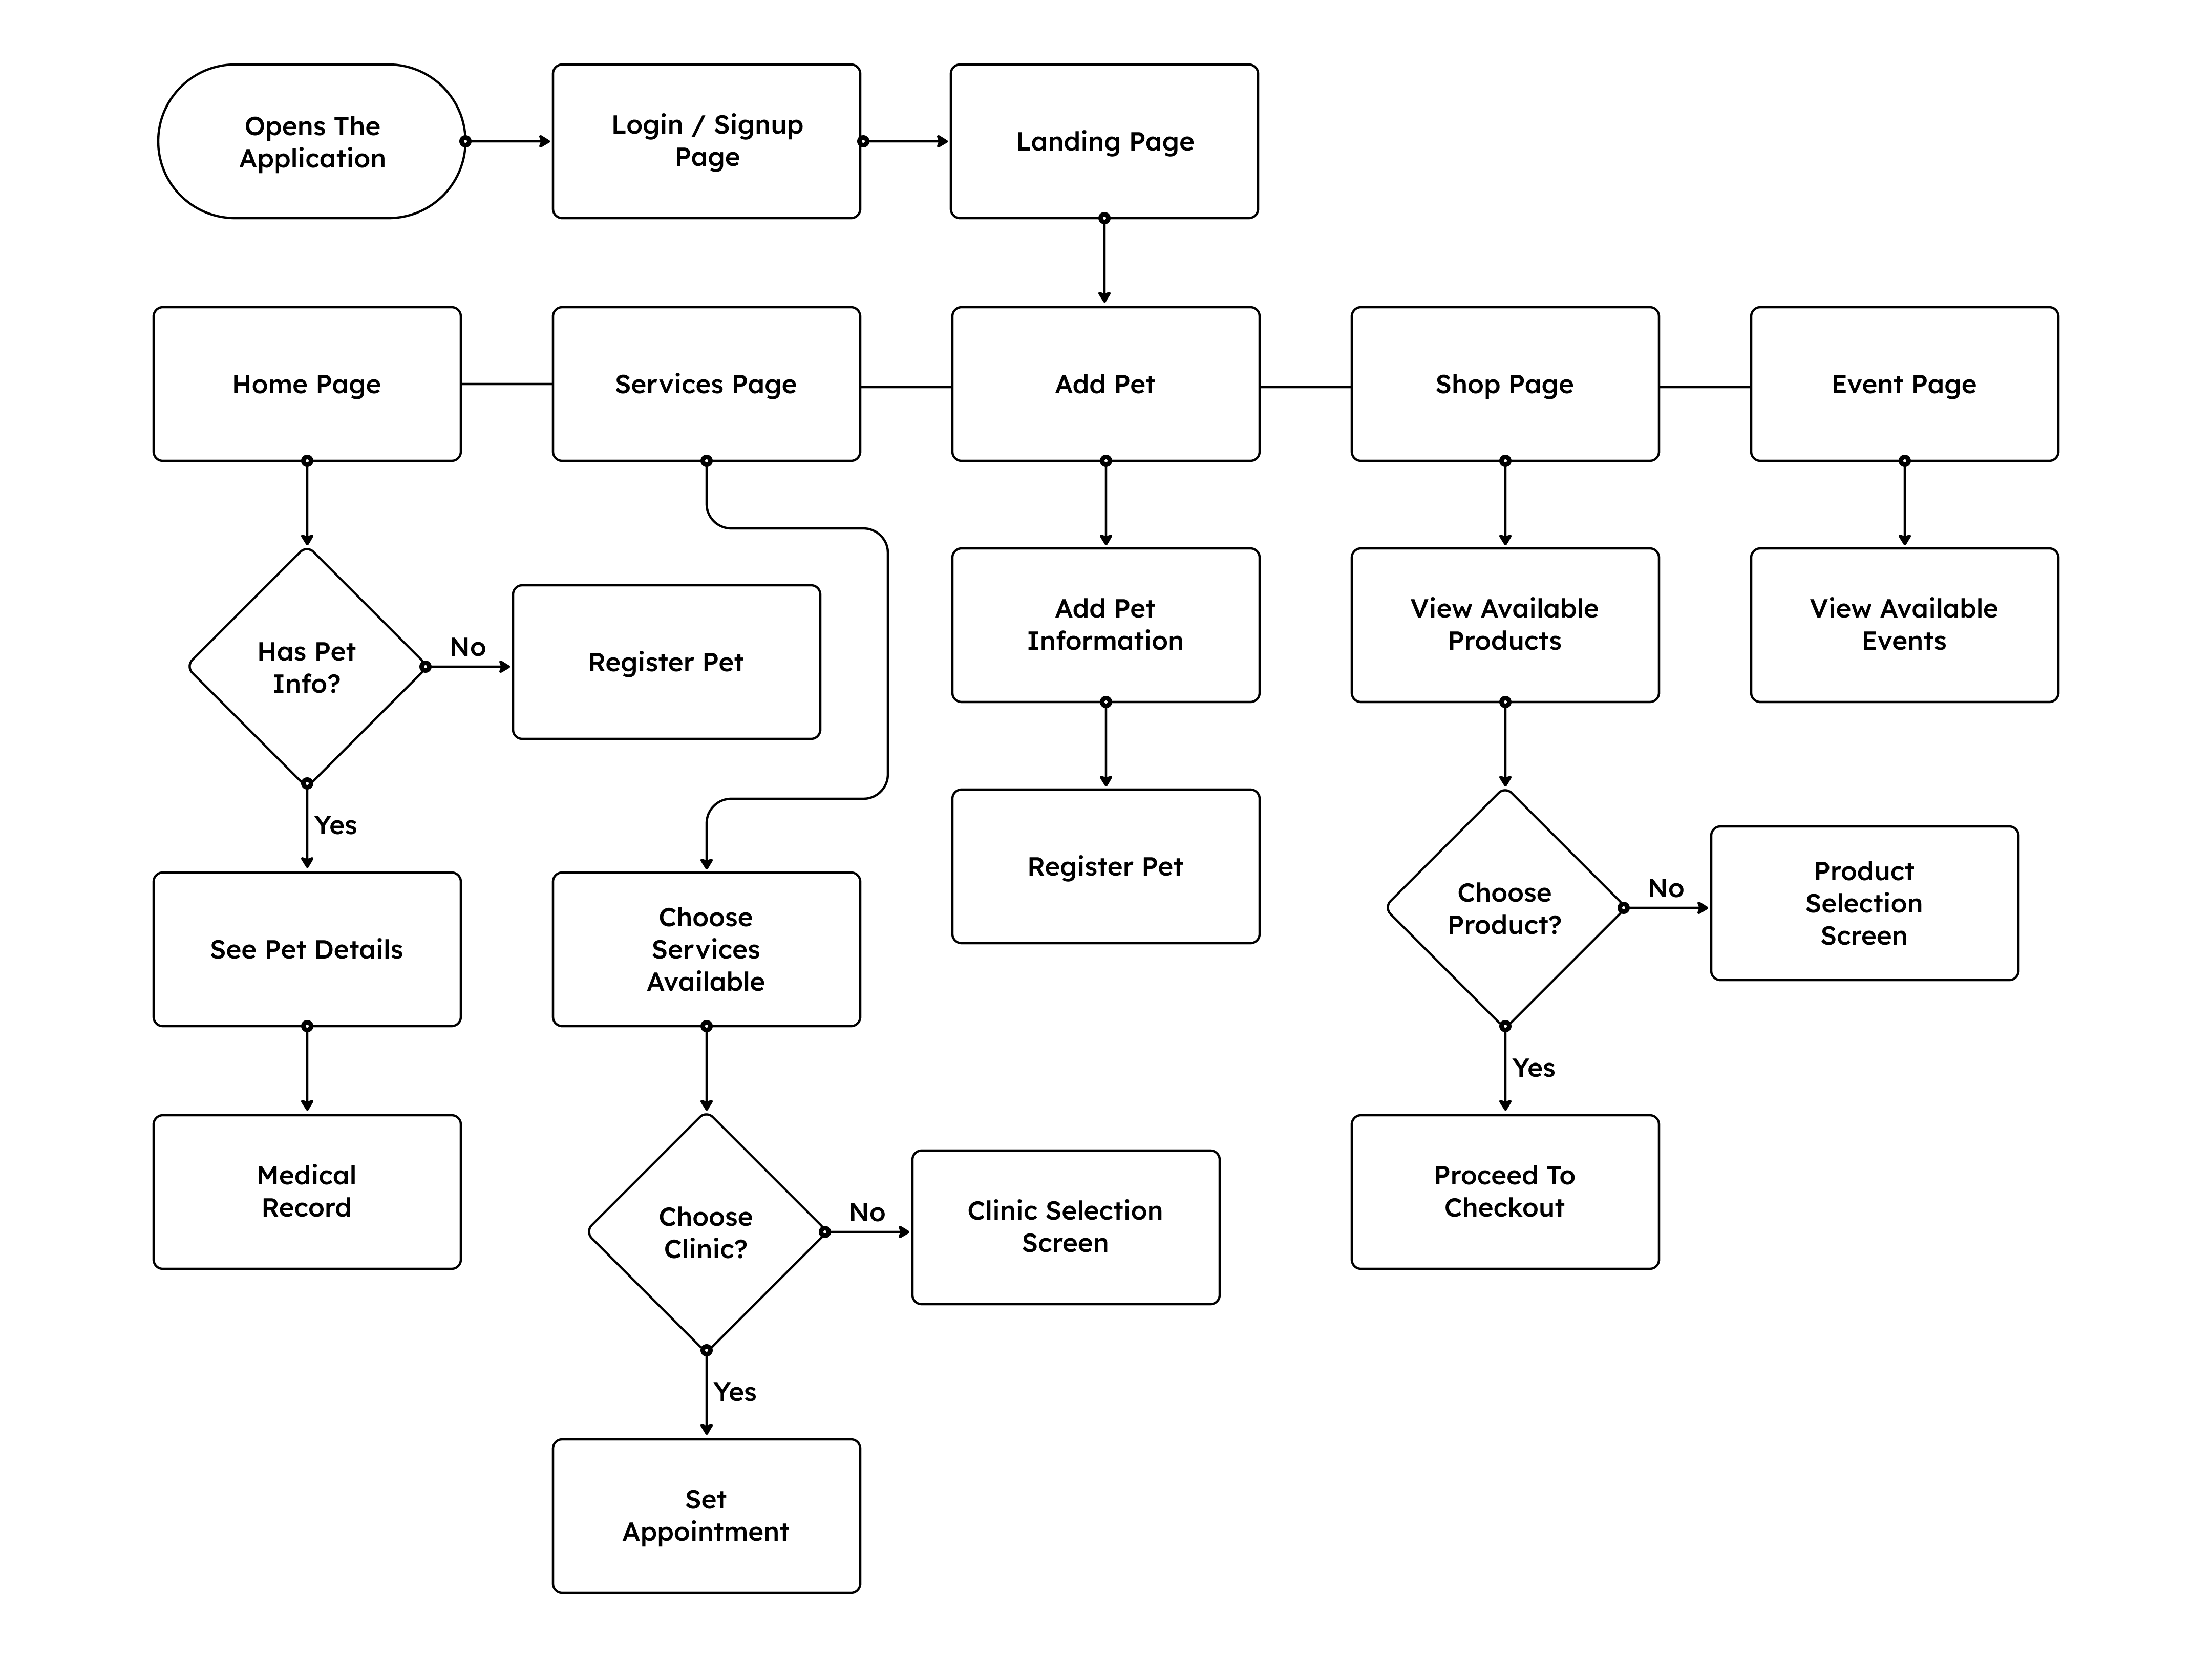 Opens The
Application
Login / Signup
Page
Landing Page
Home Page
Services Page
Add Pet
Shop Page
Event Page
Has Pet
Info?
No
Register Pet
Add Pet
Information
View Available
Products
View Available
Events
Yes
See Pet Details
Choose
Services
Available
Register Pet
Choose
Product?
No
Product
Selection
Screen
Yes
Medical
Record
Choose
Clinic?
No
Clinic Selection
Screen
Proceed To
Checkout
Yes
Set
Appointment